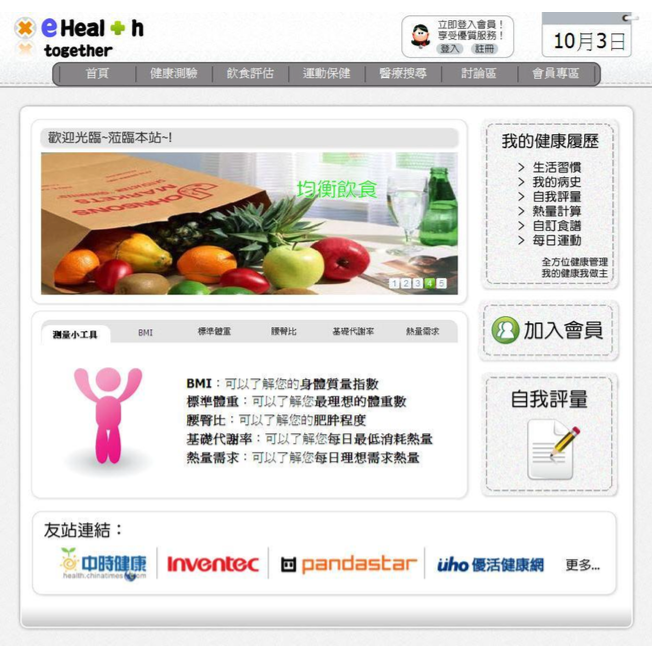 e Heal+h
together
立即登入會員!
享受優質服務!
登入 註冊
10月3日
首頁 健康測驗 飲食評估 運動保健 醫療搜尋 討論區 會員專區
歡迎光臨~蒞臨本站~!
均衡飲食
JOHNSONS
MARKETS
1 2 3 4 5
我的健康履歷
> 生活習慣
> 我的病史
> 自我評量
> 熱量計算
> 自訂食譜
> 每日運動
全方位健康管理
我的健康我做主
加入會員
自我評量
測量小工具 BMI 標準體重 腰臀比 基礎代謝率 熱量需求
BMI：可以了解您的身體質量指數
標準體重：可以了解您最理想的體重數
腰臀比：可以了解您的肥胖程度
基礎代謝率：可以了解您每日最低消耗熱量
熱量需求：可以了解您每日理想需求熱量
友站連結：
中時健康
health.chinatimes.com
Inventec
pandastar
üho 優活健康網
更多...